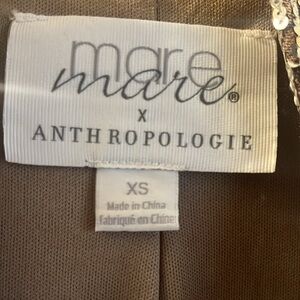 mare
mare®
X
ANTHROPOLOGIE
XS
Made in China
Fabriqué en Chine